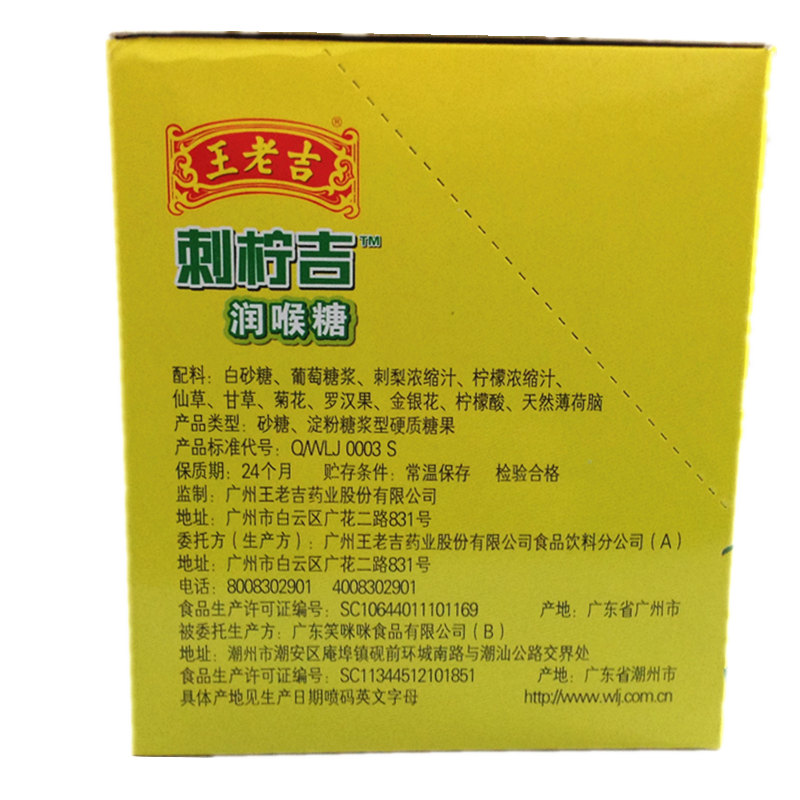 王老吉®
刺柠吉™
润喉糖
配料：白砂糖、葡萄糖浆、刺梨浓缩汁、柠檬浓缩汁、
仙草、甘草、菊花、罗汉果、金银花、柠檬酸、天然薄荷脑
产品类型：砂糖、淀粉糖浆型硬质糖果
产品标准代号：Q/WLJ 0003 S
保质期：24个月 贮存条件：常温保存 检验合格
监制：广州王老吉药业股份有限公司
地址：广州市白云区广花二路831号
委托方（生产方）：广州王老吉药业股份有限公司食品饮料分公司（A）
地址：广州市白云区广花二路831号
电话：8008302901 4008302901
食品生产许可证编号：SC10644011101169 产地：广东省广州市
被委托生产方：广东笑咪咪食品有限公司（B）
地址：潮州市潮安区庵埠镇砚前环城南路与潮汕公路交界处
食品生产许可证编号：SC11344512101851 产地：广东省潮州市
具体产地见生产日期喷码英文字母 http://www.wlj.com.cn